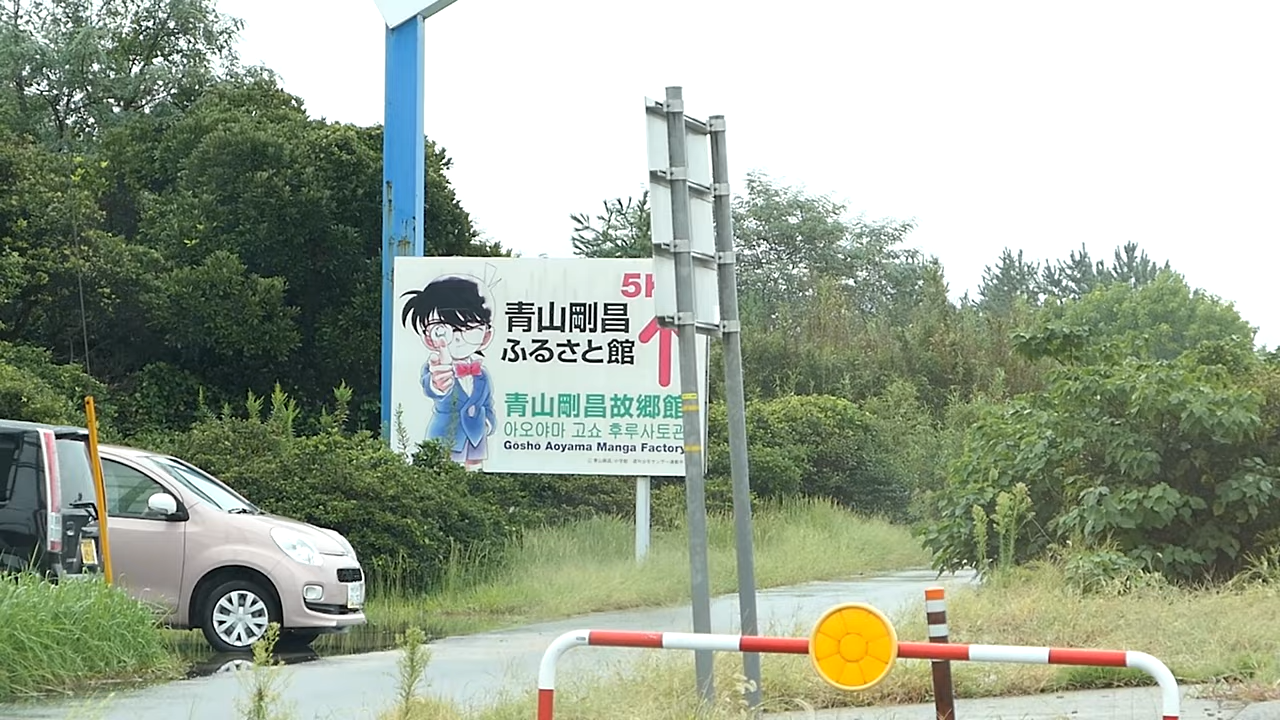 5K
青山剛昌
ふるさと館
青山剛昌故郷館
아오야마 고쇼 후루사토관
Gosho Aoyama Manga Factory